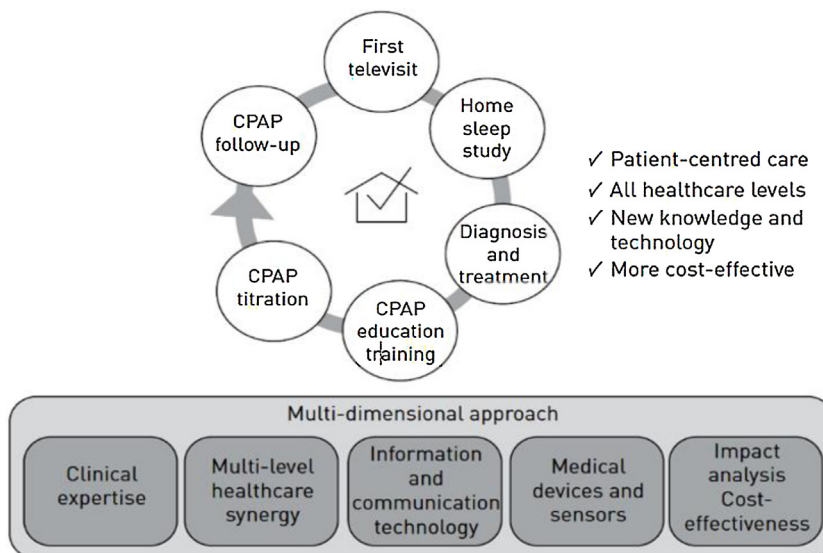 First
televisit
Home
sleep
study
Diagnosis
and
treatment
CPAP
education
training
CPAP
titration
CPAP
follow-up
✓ Patient-centred care
✓ All healthcare levels
✓ New knowledge and
technology
✓ More cost-effective
Multi-dimensional approach
Clinical
expertise
Multi-level
healthcare
synergy
Information
and
communication
technology
Medical
devices and
sensors
Impact
analysis
Cost-
effectiveness